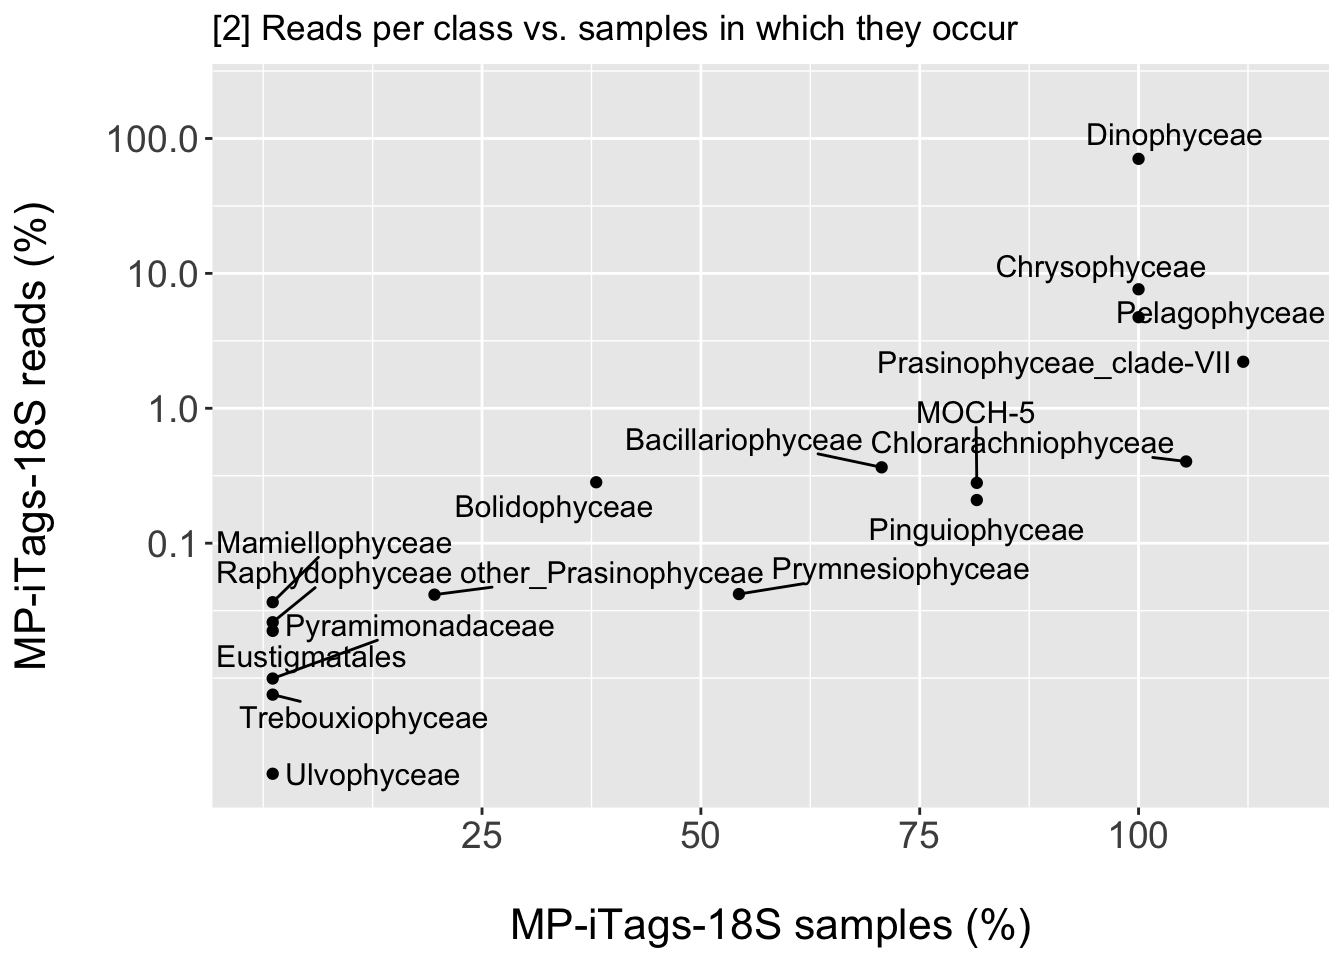 [2] Reads per class vs. samples in which they occur
MP-iTags-18S reads (%)
100.0
10.0
1.0
0.1
Dinophyceae
Chrysophyceae
Pelagophyceae
Prasinophyceae_clade-VII
MOCH-5
Bacillariophyceae
Chlorarachniophyceae
Bolidophyceae
Pinguiophyceae
Mamiellophyceae
Raphydophyceae
other_Prasinophyceae
Prymnesiophyceae
Pyramimonadaceae
Eustigmatales
Trebouxiophyceae
Ulvophyceae
25
50
75
100
MP-iTags-18S samples (%)